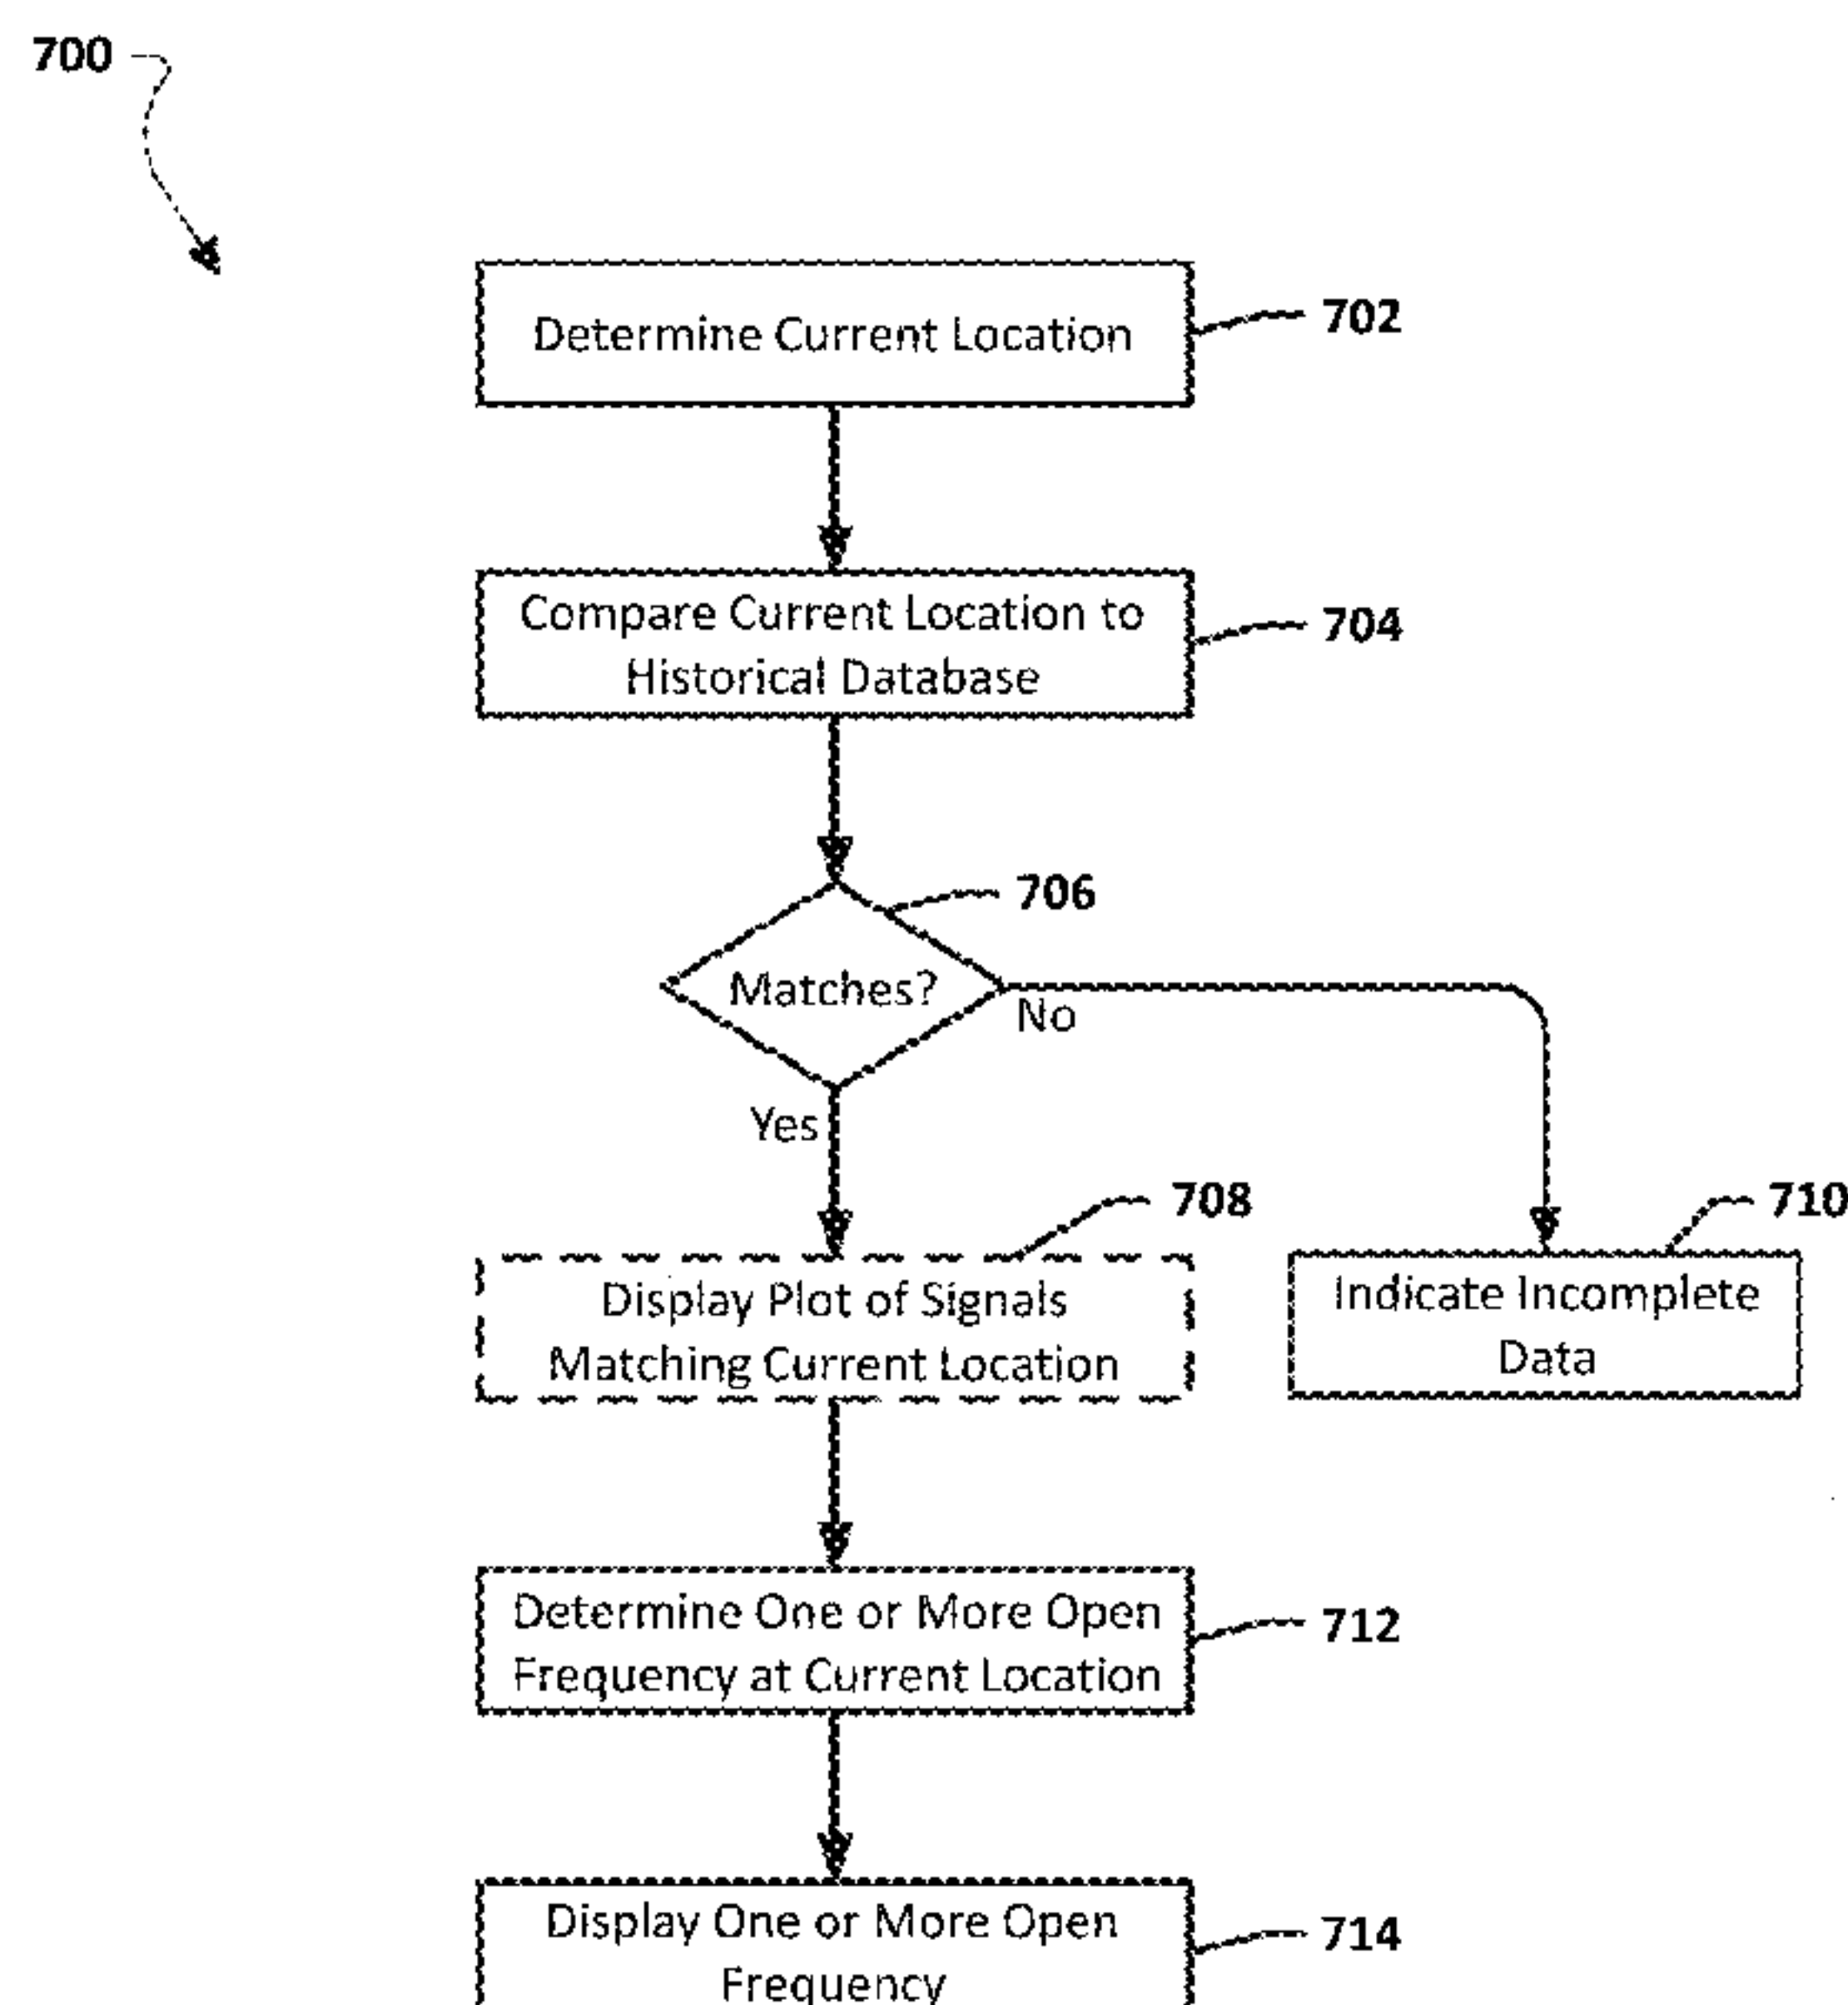 700
Determine Current Location
702
Compare Current Location to
Historical Database
704
706
Matches?
No
Yes
708
Display Plot of Signals
Matching Current Location
710
Indicate Incomplete
Data
Determine One or More Open
Frequency at Current Location
712
Display One or More Open
Frequency
714